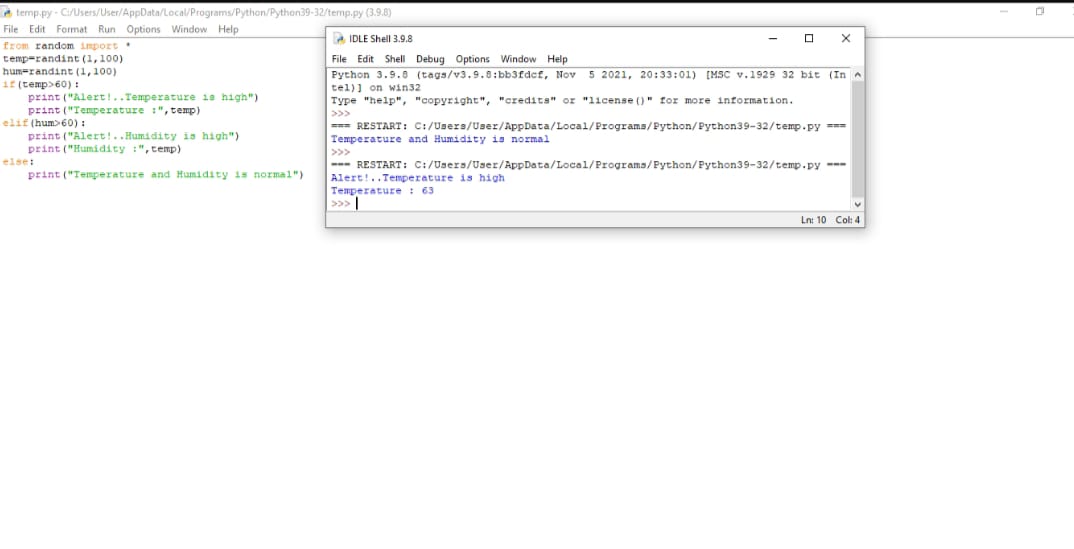 temp.py - C:/Users/User/AppData/Local/Programs/Python/Python39-32/temp.py (3.9.8)
File Edit Format Run Options Window Help
from random import *
temp=randint(1,100)
hum=randint(1,100)
if(temp>60):
    print("Alert!..Temperature is high")
    print("Temperature :",temp)
elif(hum>60):
    print("Alert!..Humidity is high")
    print("Humidity :",temp)
else:
    print("Temperature and Humidity is normal")
IDLE Shell 3.9.8
File Edit Shell Debug Options Window Help
Python 3.9.8 (tags/v3.9.8:bb3fdcf, Nov  5 2021, 20:33:01) [MSC v.1929 32 bit (In
tel)] on win32
Type "help", "copyright", "credits" or "license()" for more information.
>>>
=== RESTART: C:/Users/User/AppData/Local/Programs/Python/Python39-32/temp.py ===
Temperature and Humidity is normal
>>>
=== RESTART: C:/Users/User/AppData/Local/Programs/Python/Python39-32/temp.py ===
Alert!..Temperature is high
Temperature : 63
>>>
Ln: 10 Col: 4